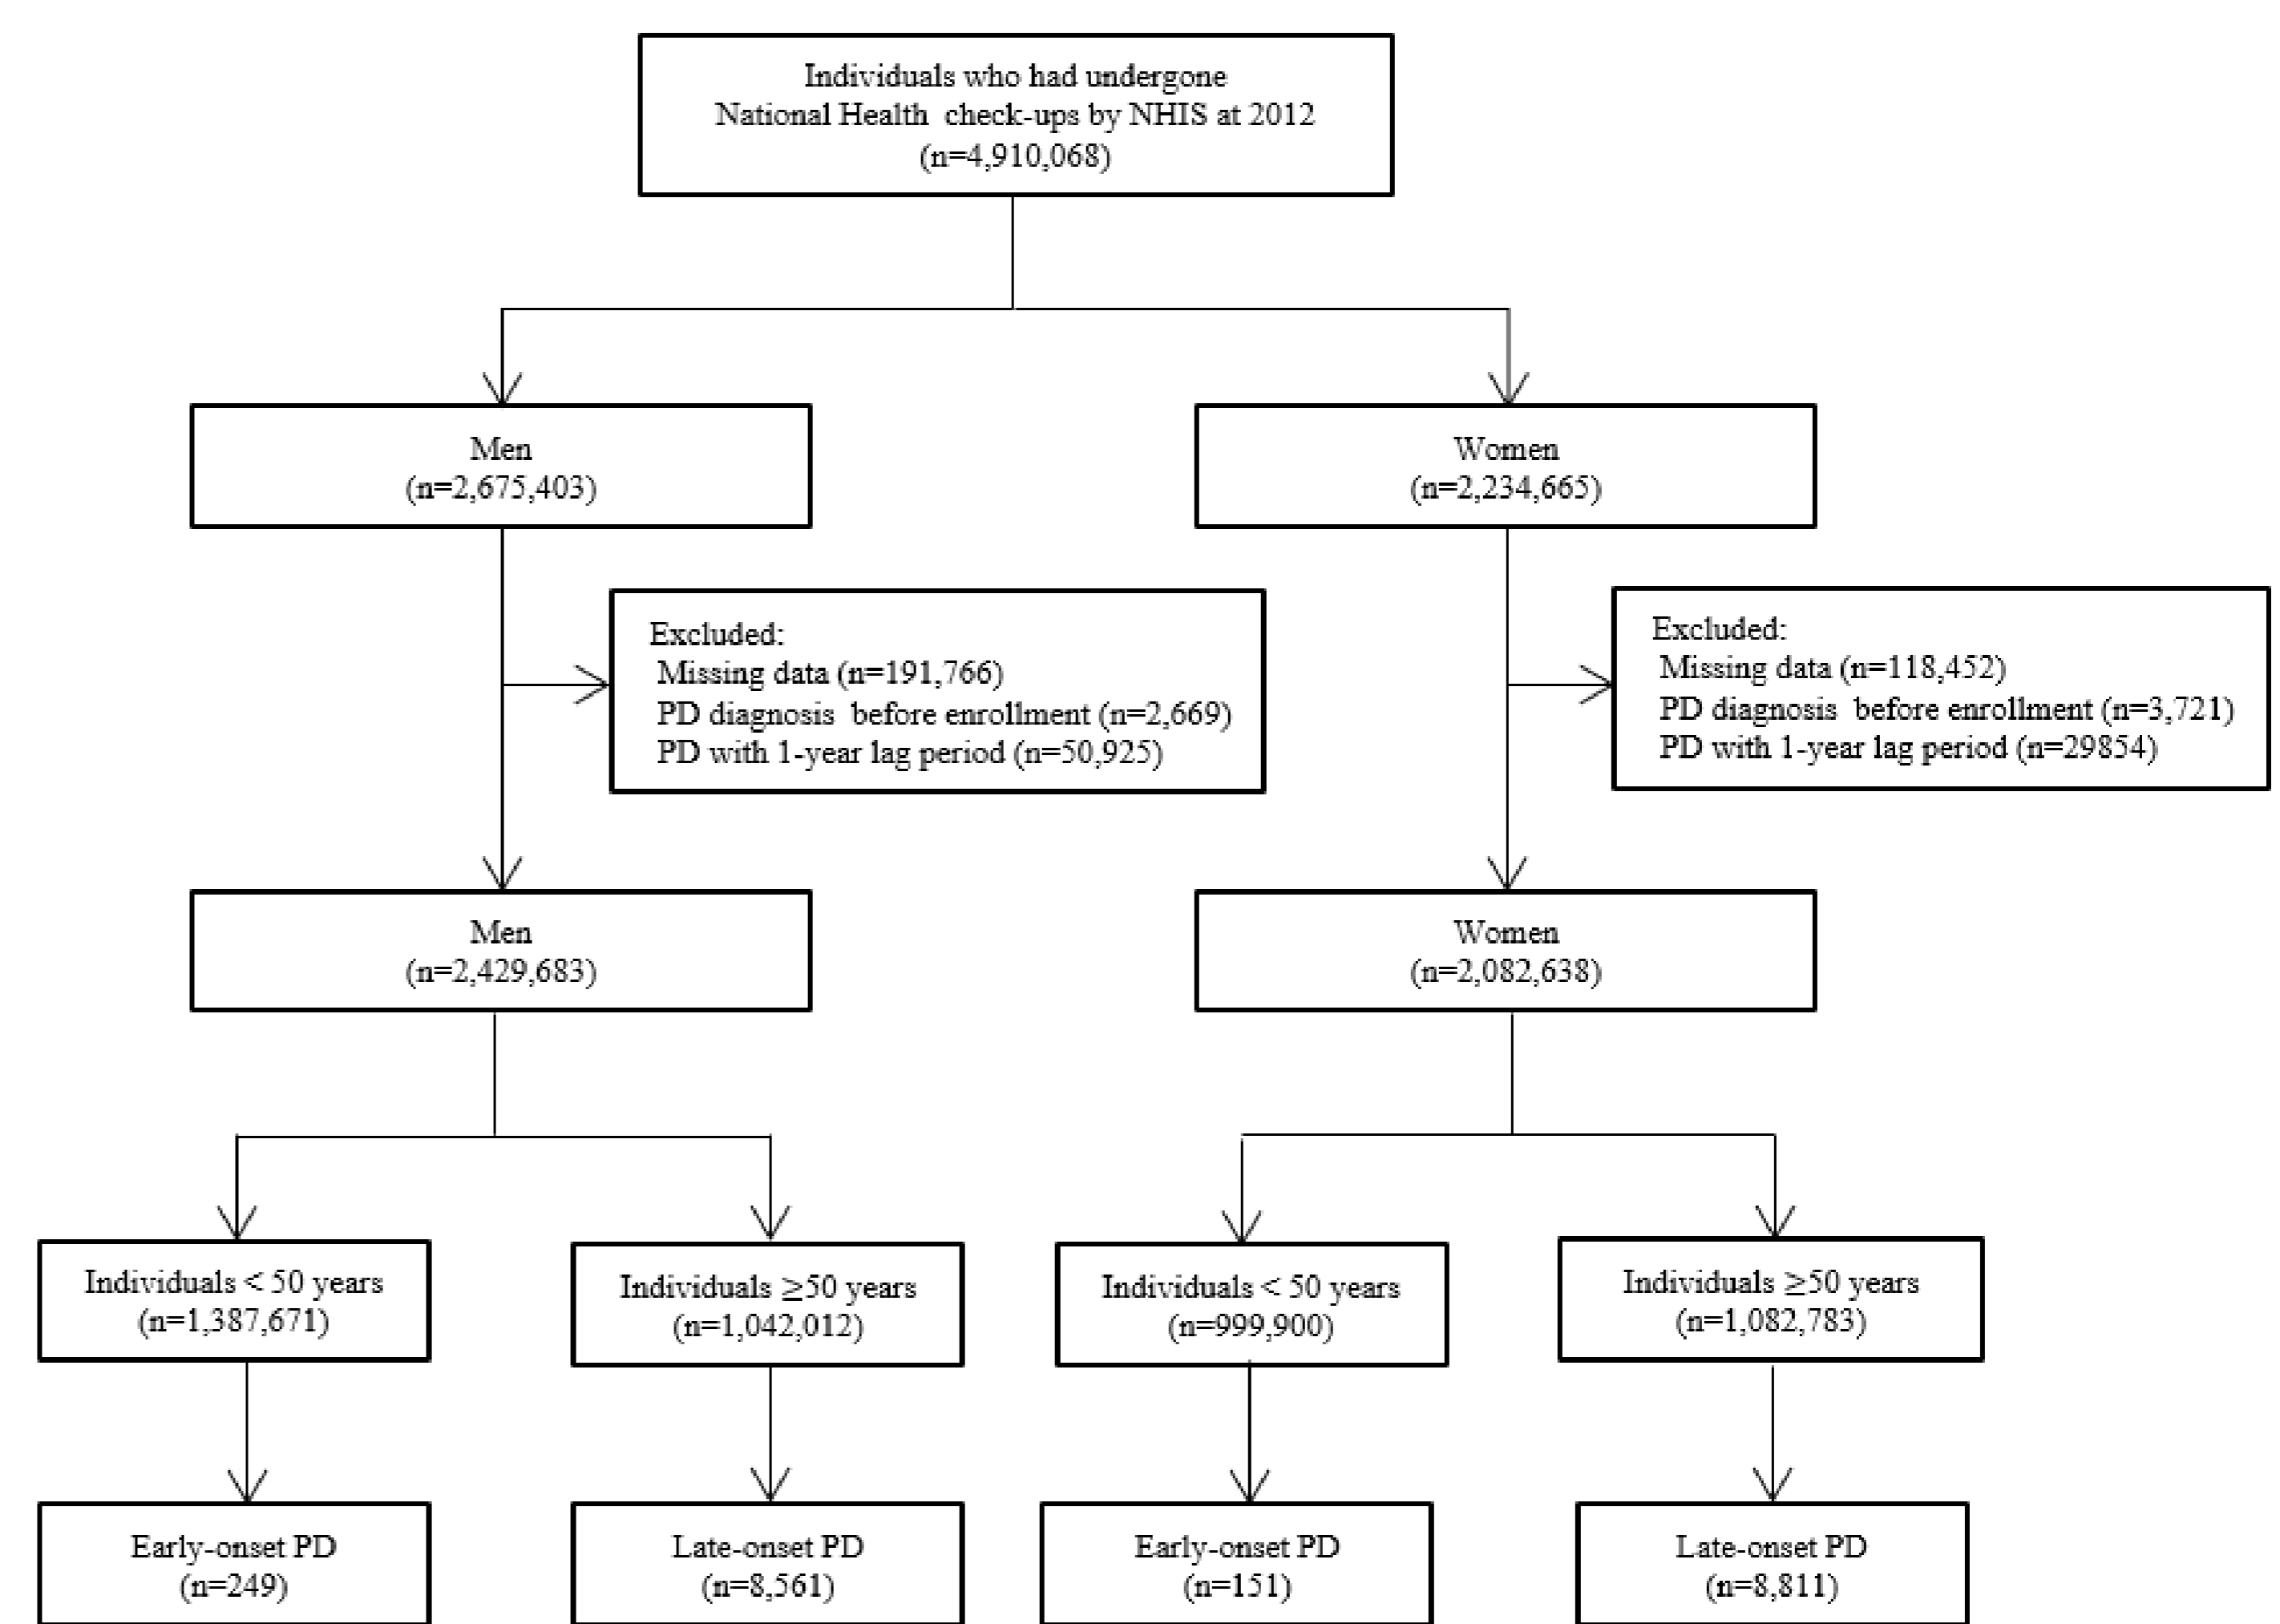 Individuals who had undergone
National Health check-ups by NHIS at 2012
(n=4,910,068)
Men
(n=2,675,403)
Women
(n=2,234,665)
Excluded:
Missing data (n=191,766)
PD diagnosis before enrollment (n=2,669)
PD with 1-year lag period (n=50,925)
Excluded:
Missing data (n=118,452)
PD diagnosis before enrollment (n=3,721)
PD with 1-year lag period (n=29854)
Men
(n=2,429,683)
Women
(n=2,082,638)
Individuals < 50 years
(n=1,387,671)
Individuals ≥50 years
(n=1,042,012)
Individuals < 50 years
(n=999,900)
Individuals ≥50 years
(n=1,082,783)
Early-onset PD
(n=249)
Late-onset PD
(n=8,561)
Early-onset PD
(n=151)
Late-onset PD
(n=8,811)